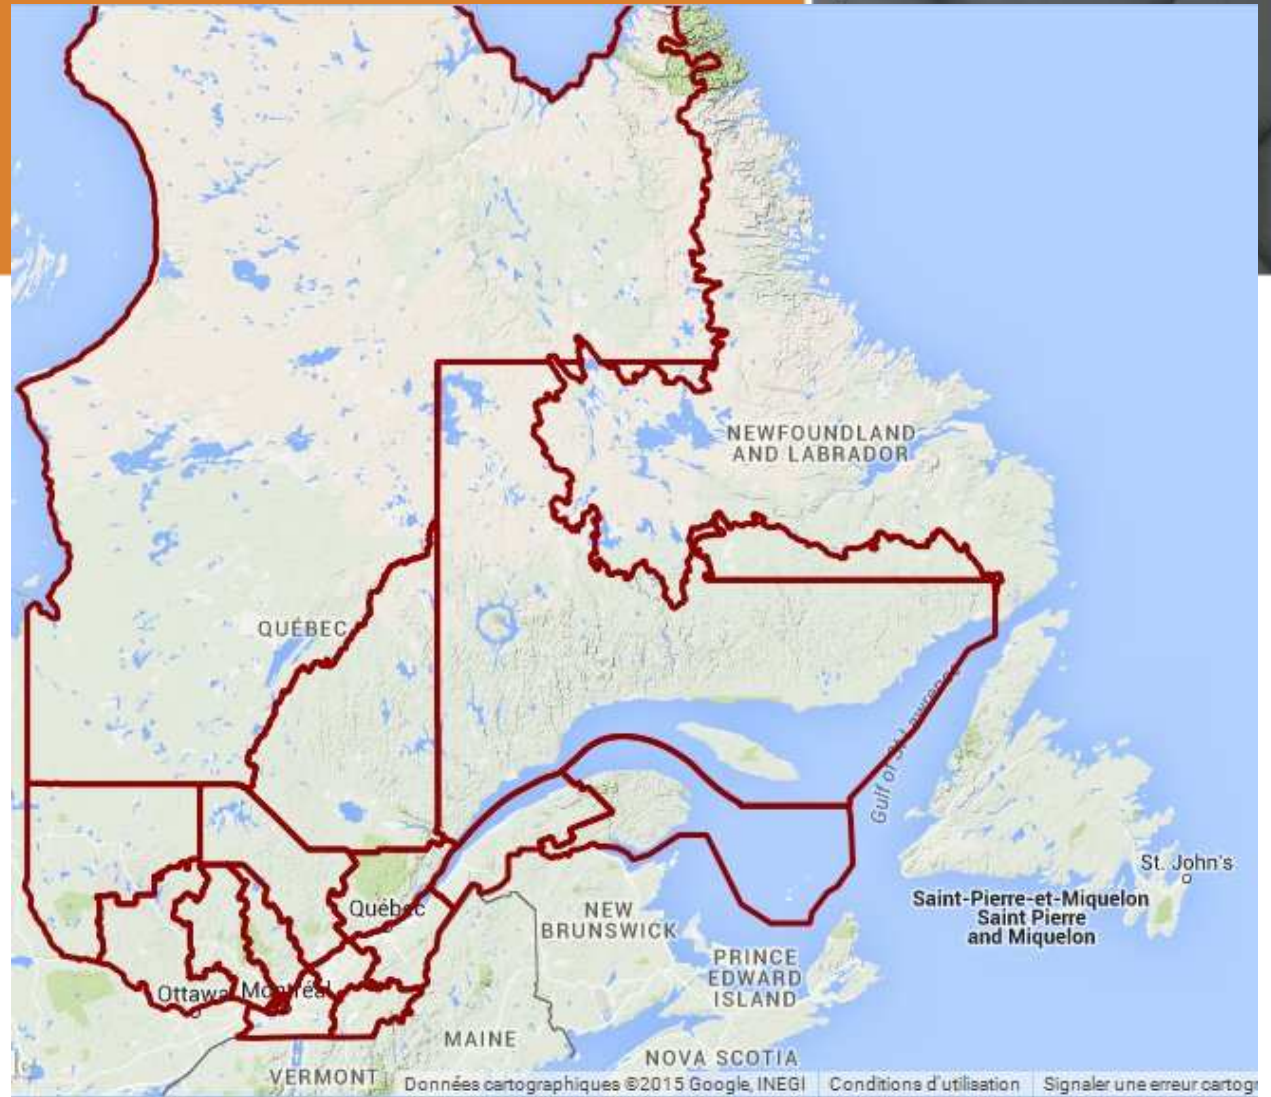 NEWFOUNDLAND
AND LABRADOR
QUÉBEC
Gulf of St Lawrence
St. John's
Saint-Pierre-et-Miquelon
Saint Pierre
and Miquelon
Québec
NEW
BRUNSWICK
PRINCE
EDWARD
ISLAND
Ottawa
Montréal
MAINE
NOVA SCOTIA
VERMONT
Données cartographiques ©2015 Google, INEGI
Conditions d'utilisation
Signaler une erreur cartogr